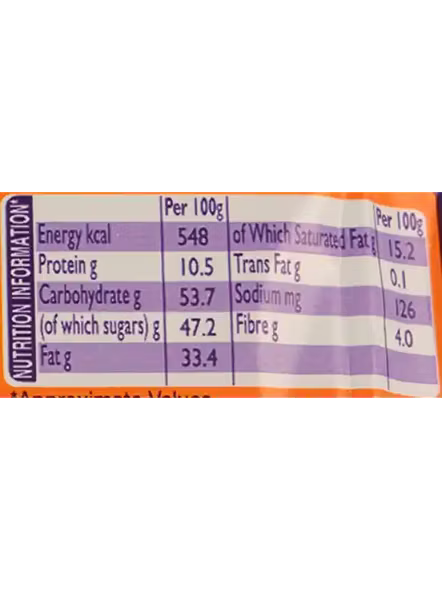 NUTRITION INFORMATION*
Per 100g
Energy kcal 548
Protein g 10.5
Carbohydrate g 53.7
(of which sugars) g 47.2
Fat g 33.4
Per 100g
of Which Saturated Fat g 15.2
Trans Fat g 0.1
Sodium mg 126
Fibre g 4.0
*Approximate Values